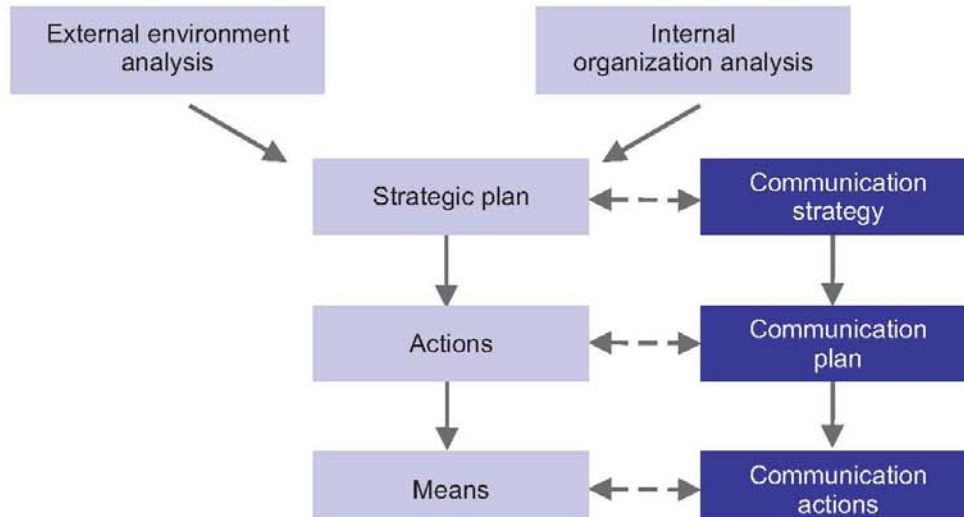 External environment
analysis
Internal
organization analysis
Strategic plan
Communication
strategy
Actions
Communication
plan
Means
Communication
actions